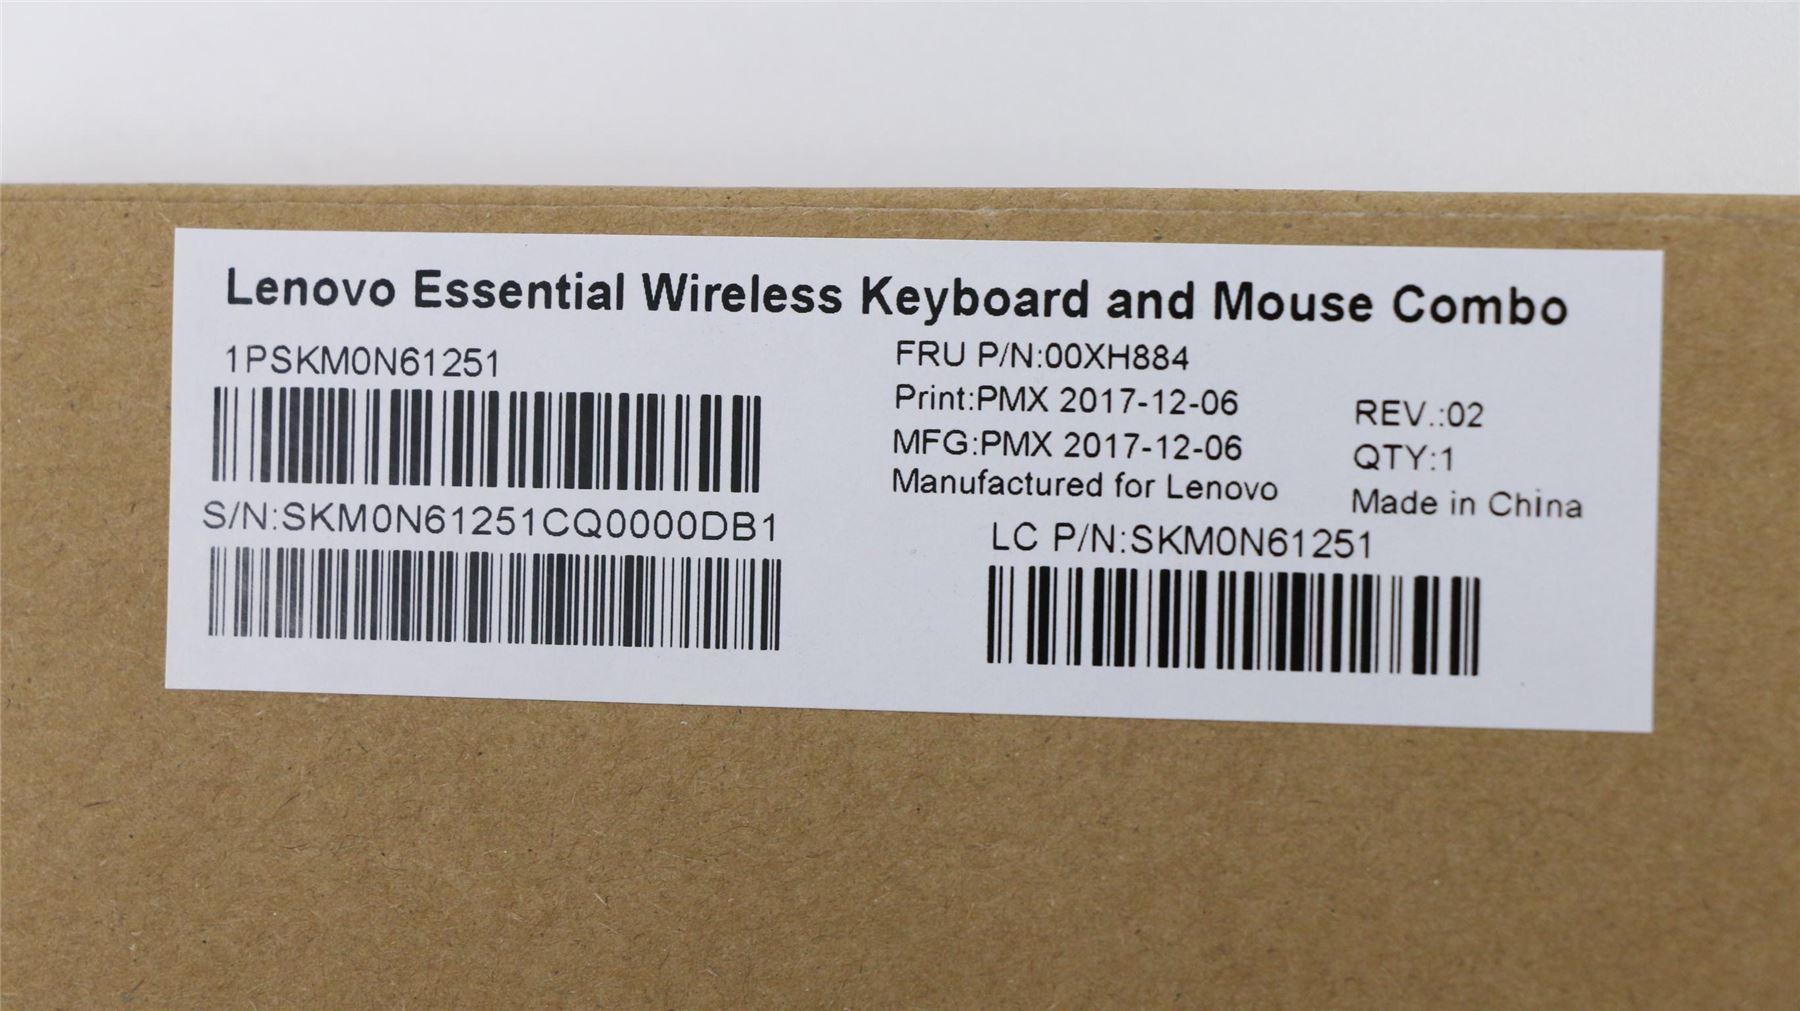 Lenovo Essential Wireless Keyboard and Mouse Combo
1PSKM0N61251
S/N:SKM0N61251CQ0000DB1
FRU P/N:00XH884
Print:PMX 2017-12-06
MFG:PMX 2017-12-06
Manufactured for Lenovo
REV.:02
QTY:1
Made in China
LC P/N:SKM0N61251